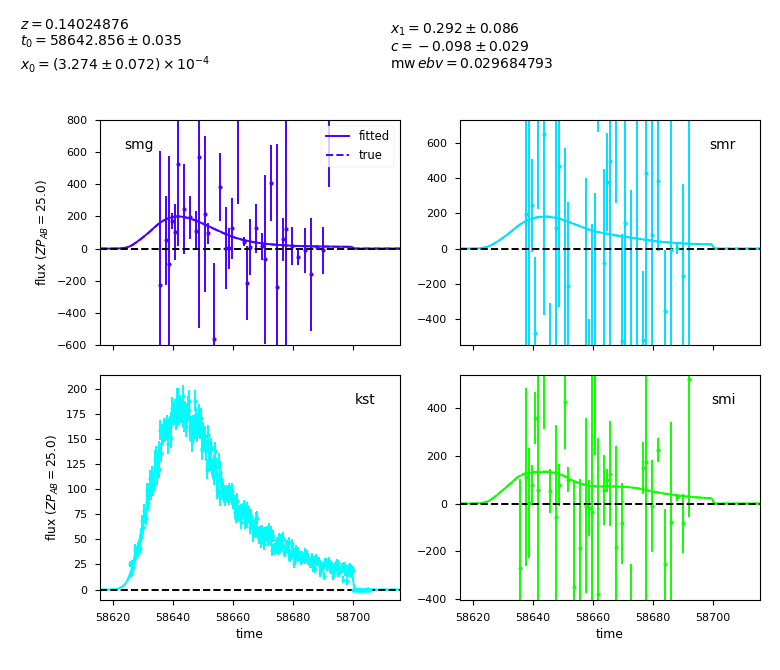 z = 0.14024876
t₀ = 58642.856 ± 0.035
x₀ = (3.274 ± 0.072) × 10⁻⁴
x₁ = 0.292 ± 0.086
c = −0.098 ± 0.029
mw ebv = 0.029684793
800
600
400
200
0
−200
−400
−600
flux (ZP_AB = 25.0)
smg
fitted
true
600
400
200
0
−200
−400
smr
200
175
150
125
100
75
50
25
0
flux (ZP_AB = 25.0)
kst
58620 58640 58660 58680 58700
time
400
200
0
−200
−400
smi
58620 58640 58660 58680 58700
time